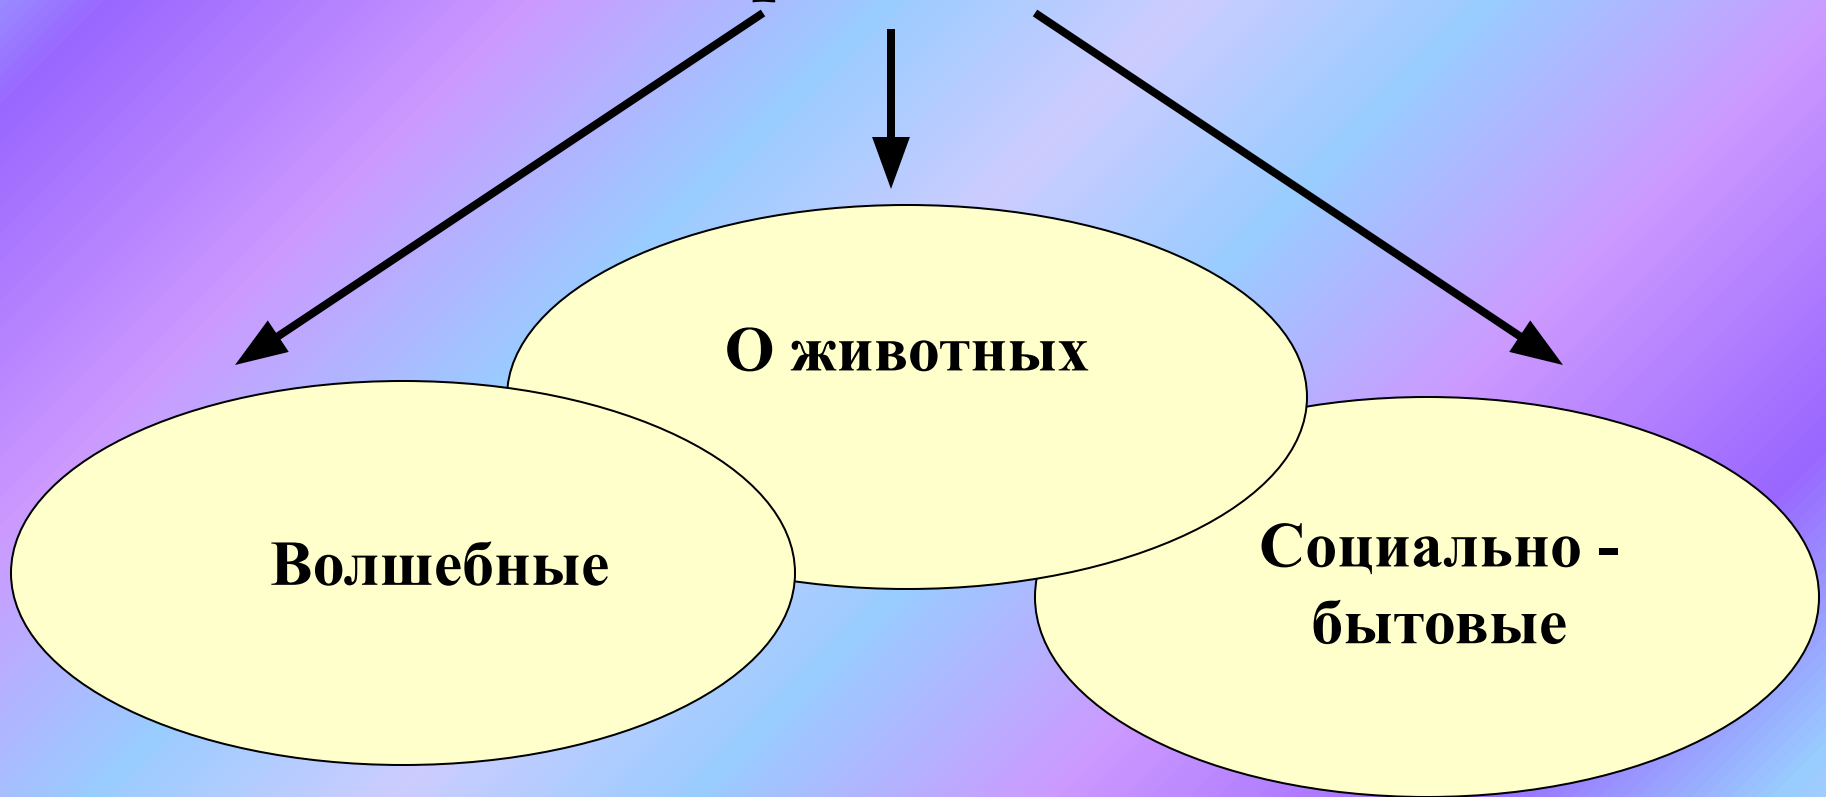 О животных
Волшебные
Социально -
бытовые